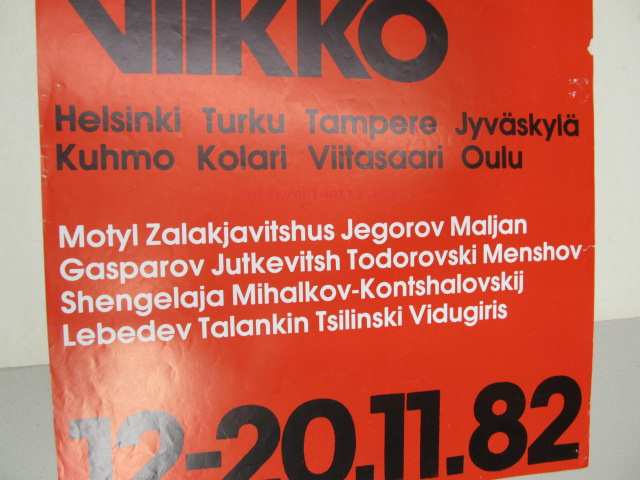 VIIKKO
Helsinki Turku Tampere Jyväskylä
Kuhmo Kolari Viitasaari Oulu
Motyl Zalakjavitshus Jegorov Maljan
Gasparov Jutkevitsh Todorovski Menshov
Shengelaja Mihalkov-Kontshalovskij
Lebedev Talankin Tsilinski Vidugiris
12-20.11.82